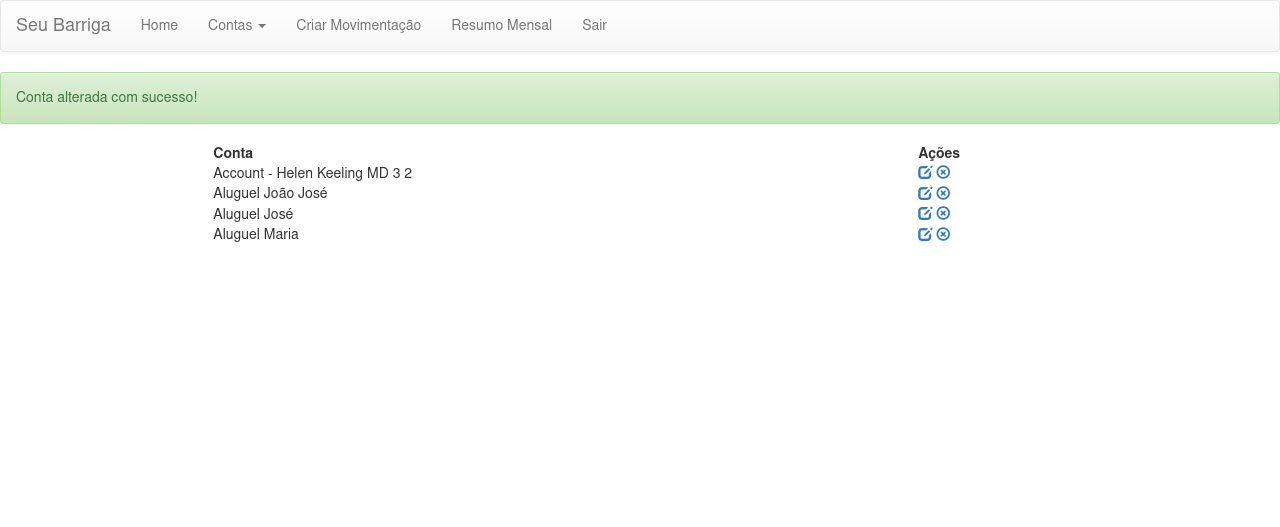 Seu Barriga Home Contas Criar Movimentação Resumo Mensal Sair
Conta alterada com sucesso!
Conta Ações
Account - Helen Keeling MD 3 2
Aluguel João José
Aluguel José
Aluguel Maria